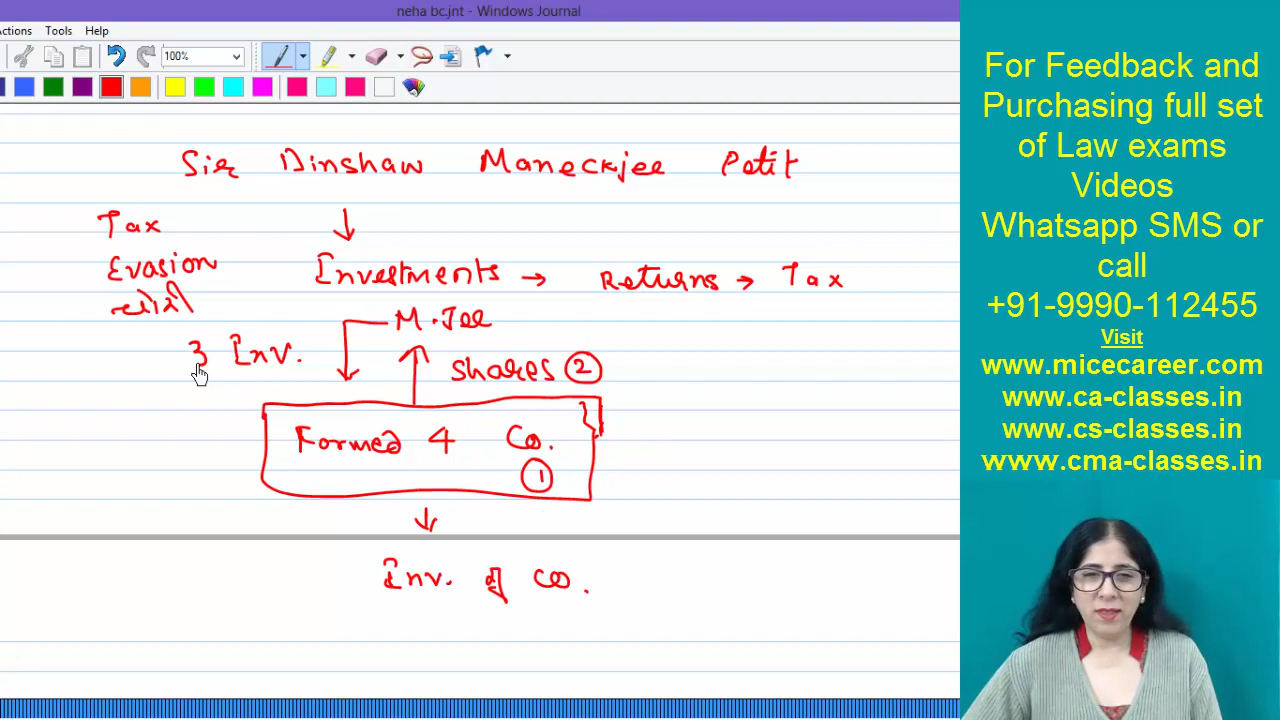 neha bc.jnt - Windows Journal
Actions Tools Help
100%
Sir Dinshaw Maneckjee Petit
Tax
Evasion
Investments → Returns → Tax
M.Jee
3 Inv.
Shares 2
Formed 4 Co.
1
Inv. of Co.
For Feedback and
Purchasing full set
of Law exams
Videos
Whatsapp SMS or
call
+91-9990-112455
Visit
www.micecareer.com
www.ca-classes.in
www.cs-classes.in
www.cma-classes.in